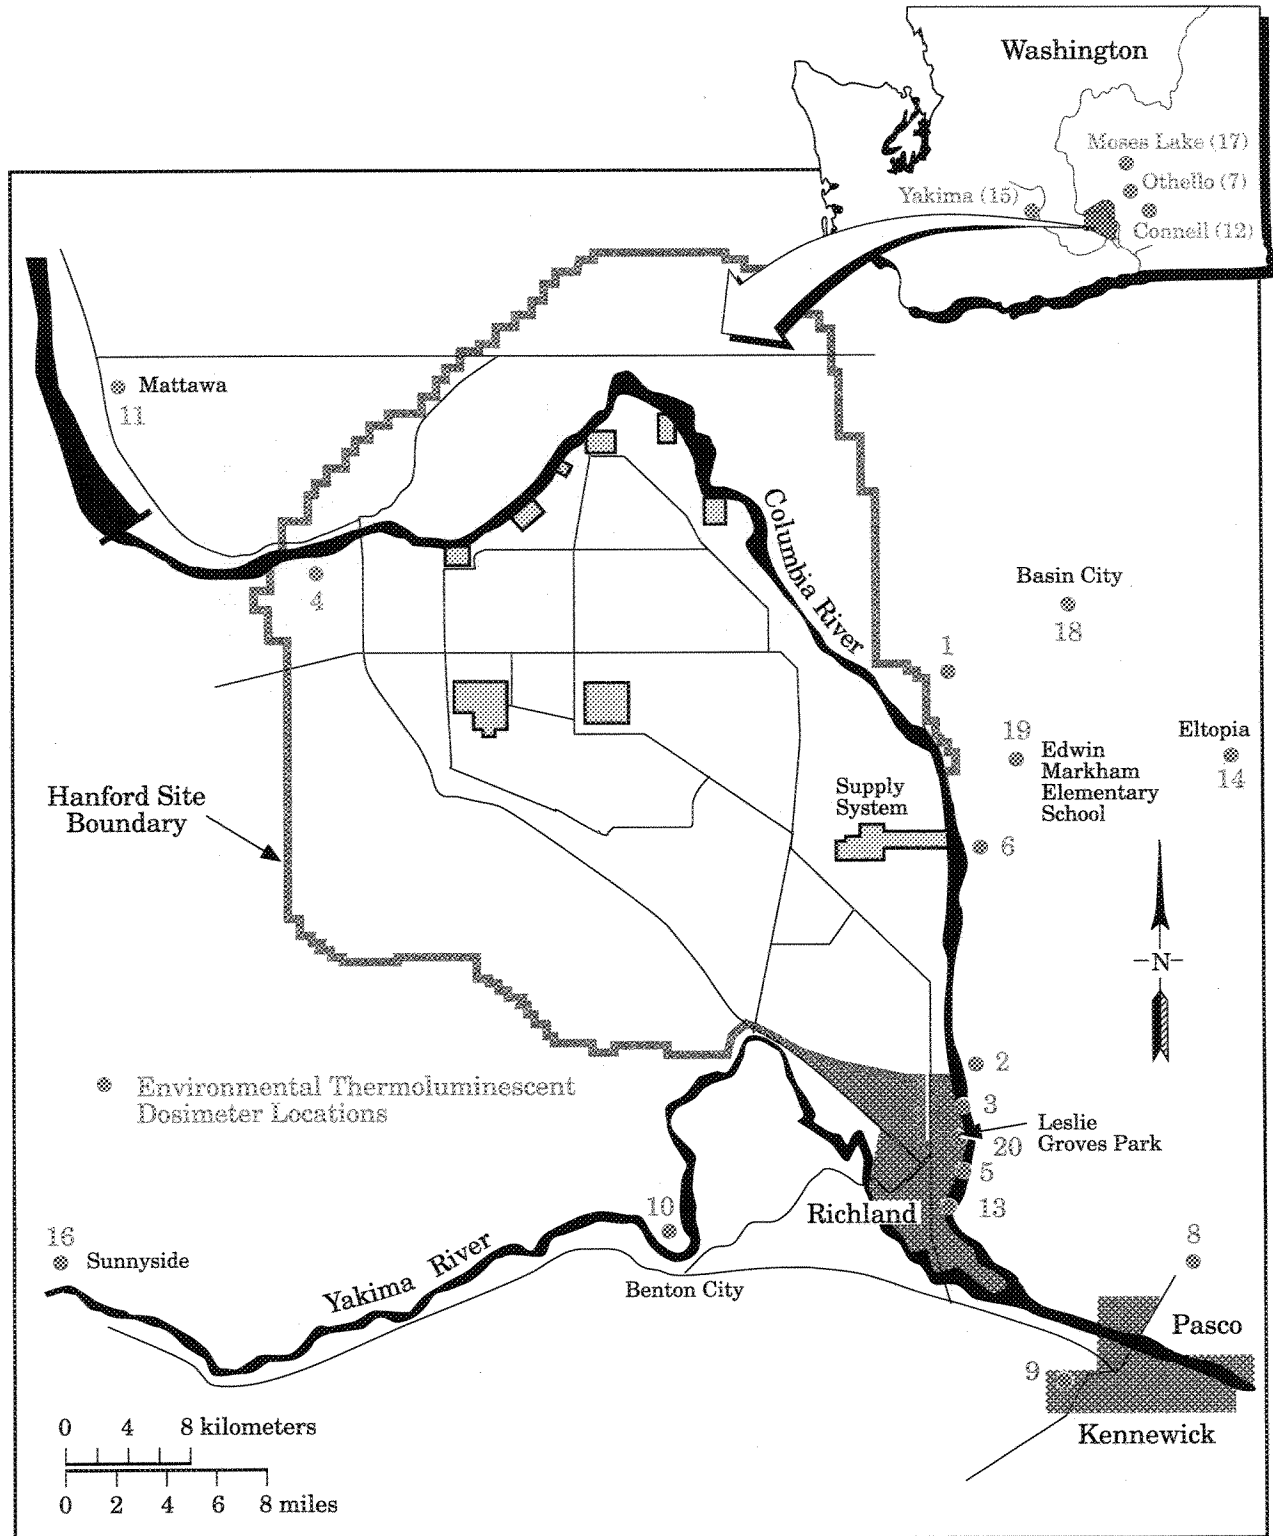 Washington
Moses Lake (17)
Othello (7)
Yakima (15)
Connell (12)
Mattawa
11
Columbia River
4
Basin City
18
1
19
Edwin
Markham
Elementary
School
Eltopia
14
Supply
System
Hanford Site
Boundary
6
-N-
2
Environmental Thermoluminescent
Dosimeter Locations
3
Leslie
Groves Park
20
5
10
Richland
13
8
16
Sunnyside
Yakima River
Benton City
Pasco
9
Kennewick
0 4 8 kilometers
0 2 4 6 8 miles